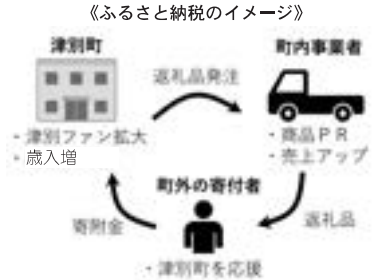 《ふるさと納税のイメージ》
津別町
町内事業者
返礼品発注
・津別ファン拡大
・歳入増
・商品PR
・売上アップ
町外の寄付者
寄附金
返礼品
・津別町を応援